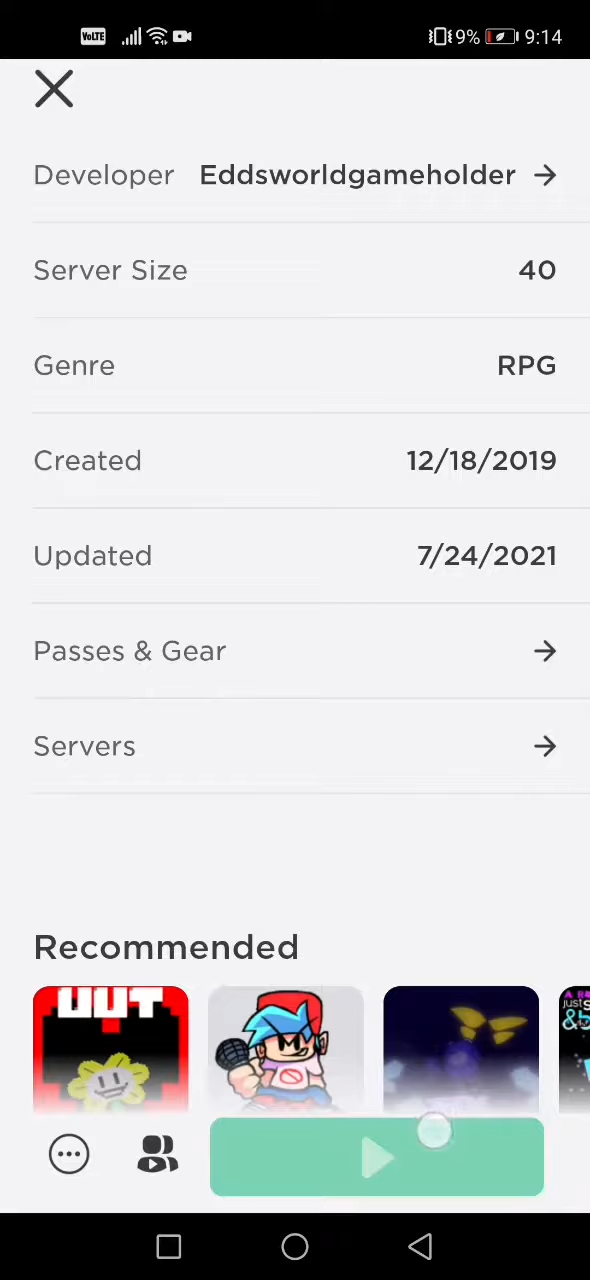 VoLTE 9% 9:14
Developer Eddsworldgameholder
Server Size 40
Genre RPG
Created 12/18/2019
Updated 7/24/2021
Passes & Gear
Servers
Recommended